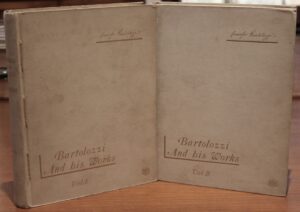 Bartolozzi
And his Works
Vol. I.
Bartolozzi
And his Works
Vol. II.